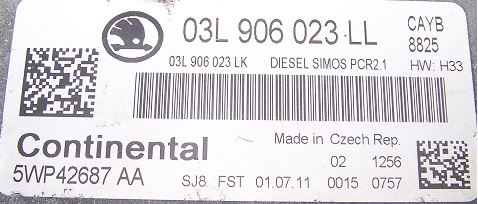 03L 906 023 LL CAYB
8825
03L 906 023 LK DIESEL SIMOS PCR2.1 HW: H33
Continental Made in Czech Rep.
02 1256
5WP42687 AA SJ8 FST 01.07.11 0015 0757